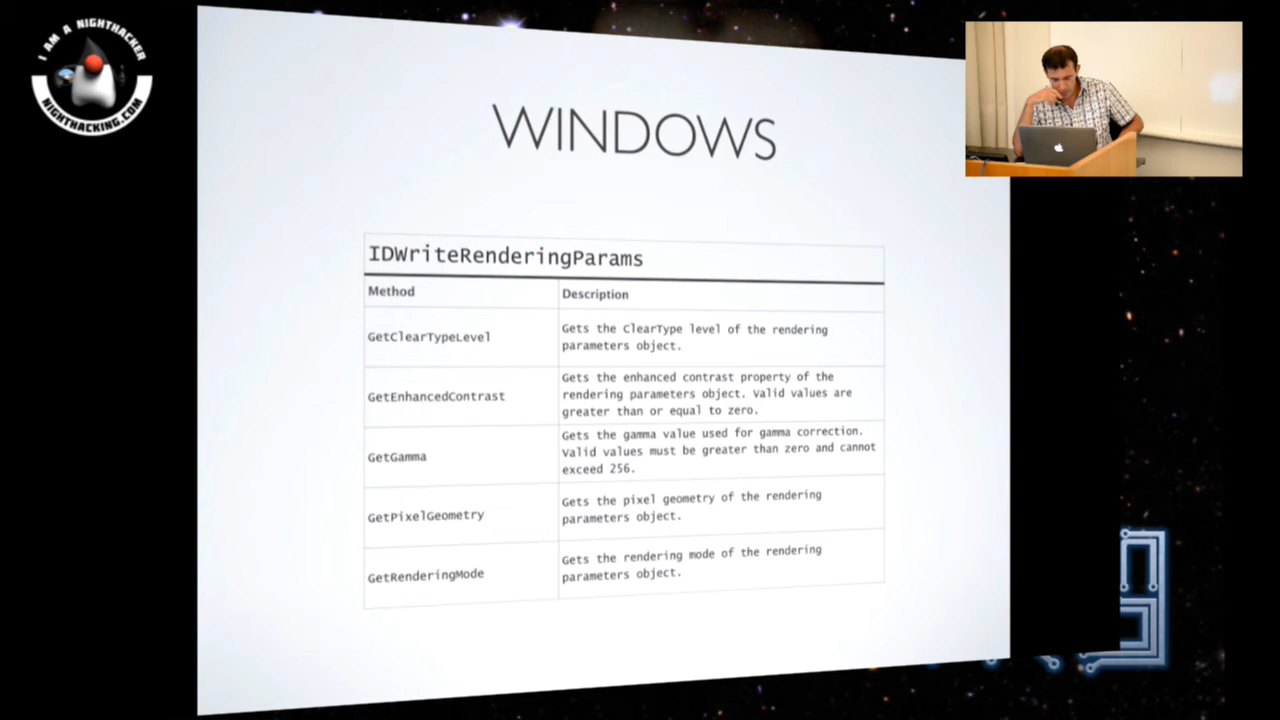 I AM A NIGHTHACKER
NIGHTHACKING.COM
WINDOWS
IDWriteRenderingParams
Method
Description
GetClearTypeLevel
Gets the ClearType level of the rendering
parameters object.
GetEnhancedContrast
Gets the enhanced contrast property of the
rendering parameters object. Valid values are
greater than or equal to zero.
GetGamma
Gets the gamma value used for gamma correction.
Valid values must be greater than zero and cannot
exceed 256.
GetPixelGeometry
Gets the pixel geometry of the rendering
parameters object.
GetRenderingMode
Gets the rendering mode of the rendering
parameters object.